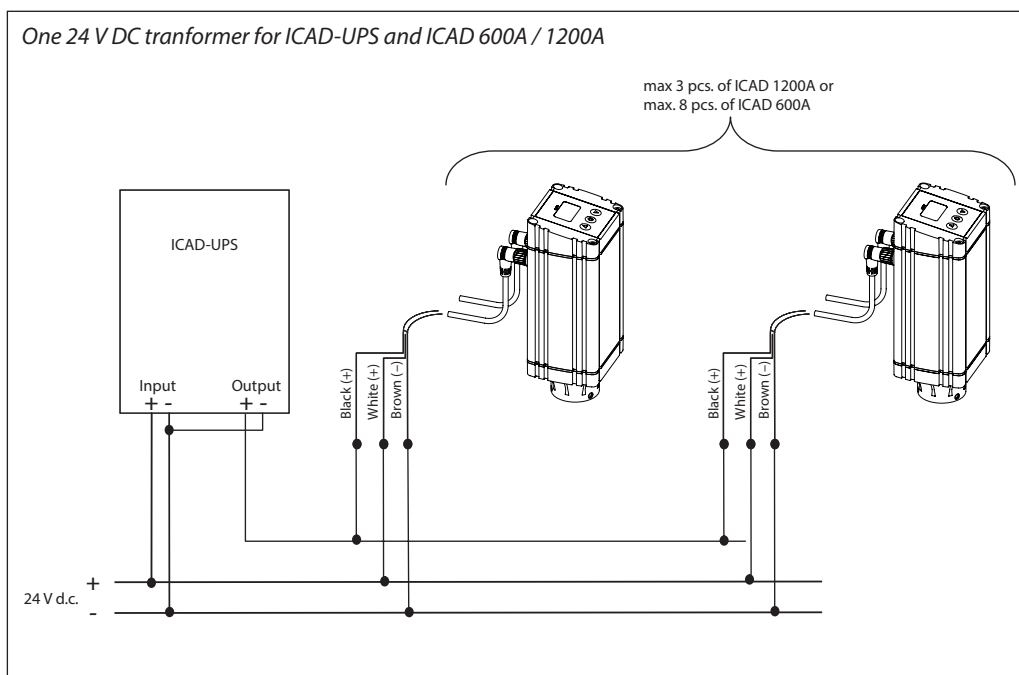 One 24 V DC tranformer for ICAD-UPS and ICAD 600A / 1200A
max 3 pcs. of ICAD 1200A or
max. 8 pcs. of ICAD 600A
ICAD-UPS
Input Output
+ - + -
Black (+)
White (+)
Brown (−)
Black (+)
White (+)
Brown (−)
+
24 V d.c.
-